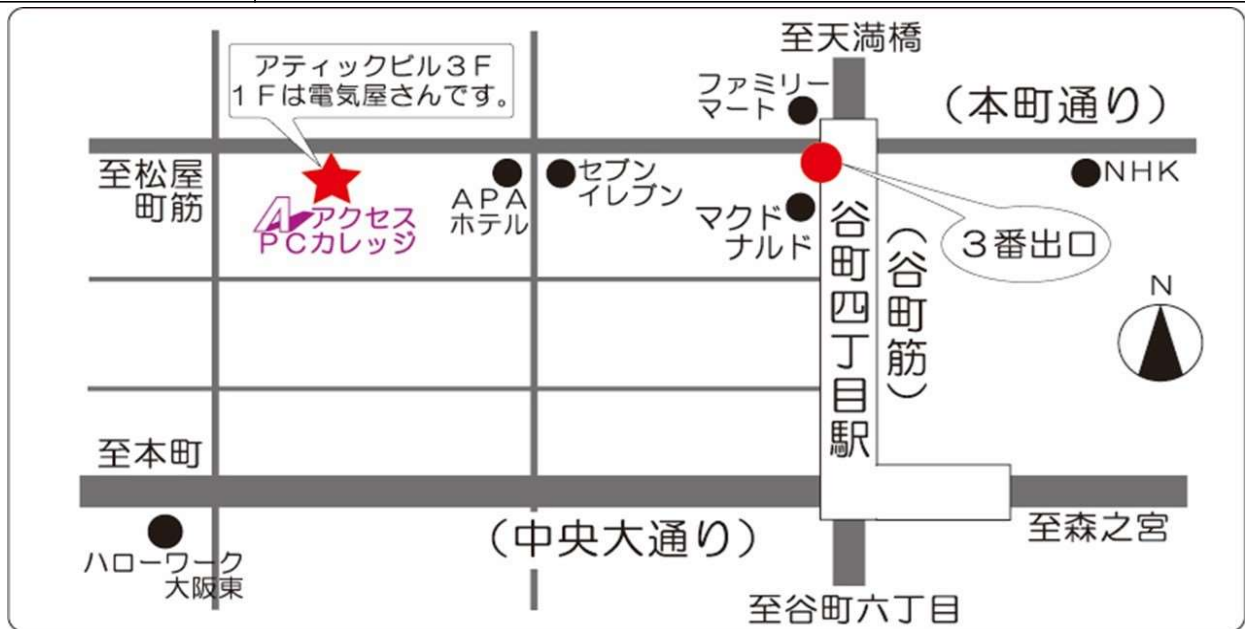 至天満橋
アティックビル３Ｆ
１Ｆは電気屋さんです。
ファミリー
マート
（本町通り）
至松屋
町筋
アクセス
ＰＣカレッジ
ＡＰＡ
ホテル
セブン
イレブン
マクド
ナルド
谷町四丁目駅
（谷町筋）
３番出口
ＮＨＫ
N
至本町
（中央大通り）
ハローワーク
大阪東
至森之宮
至谷町六丁目